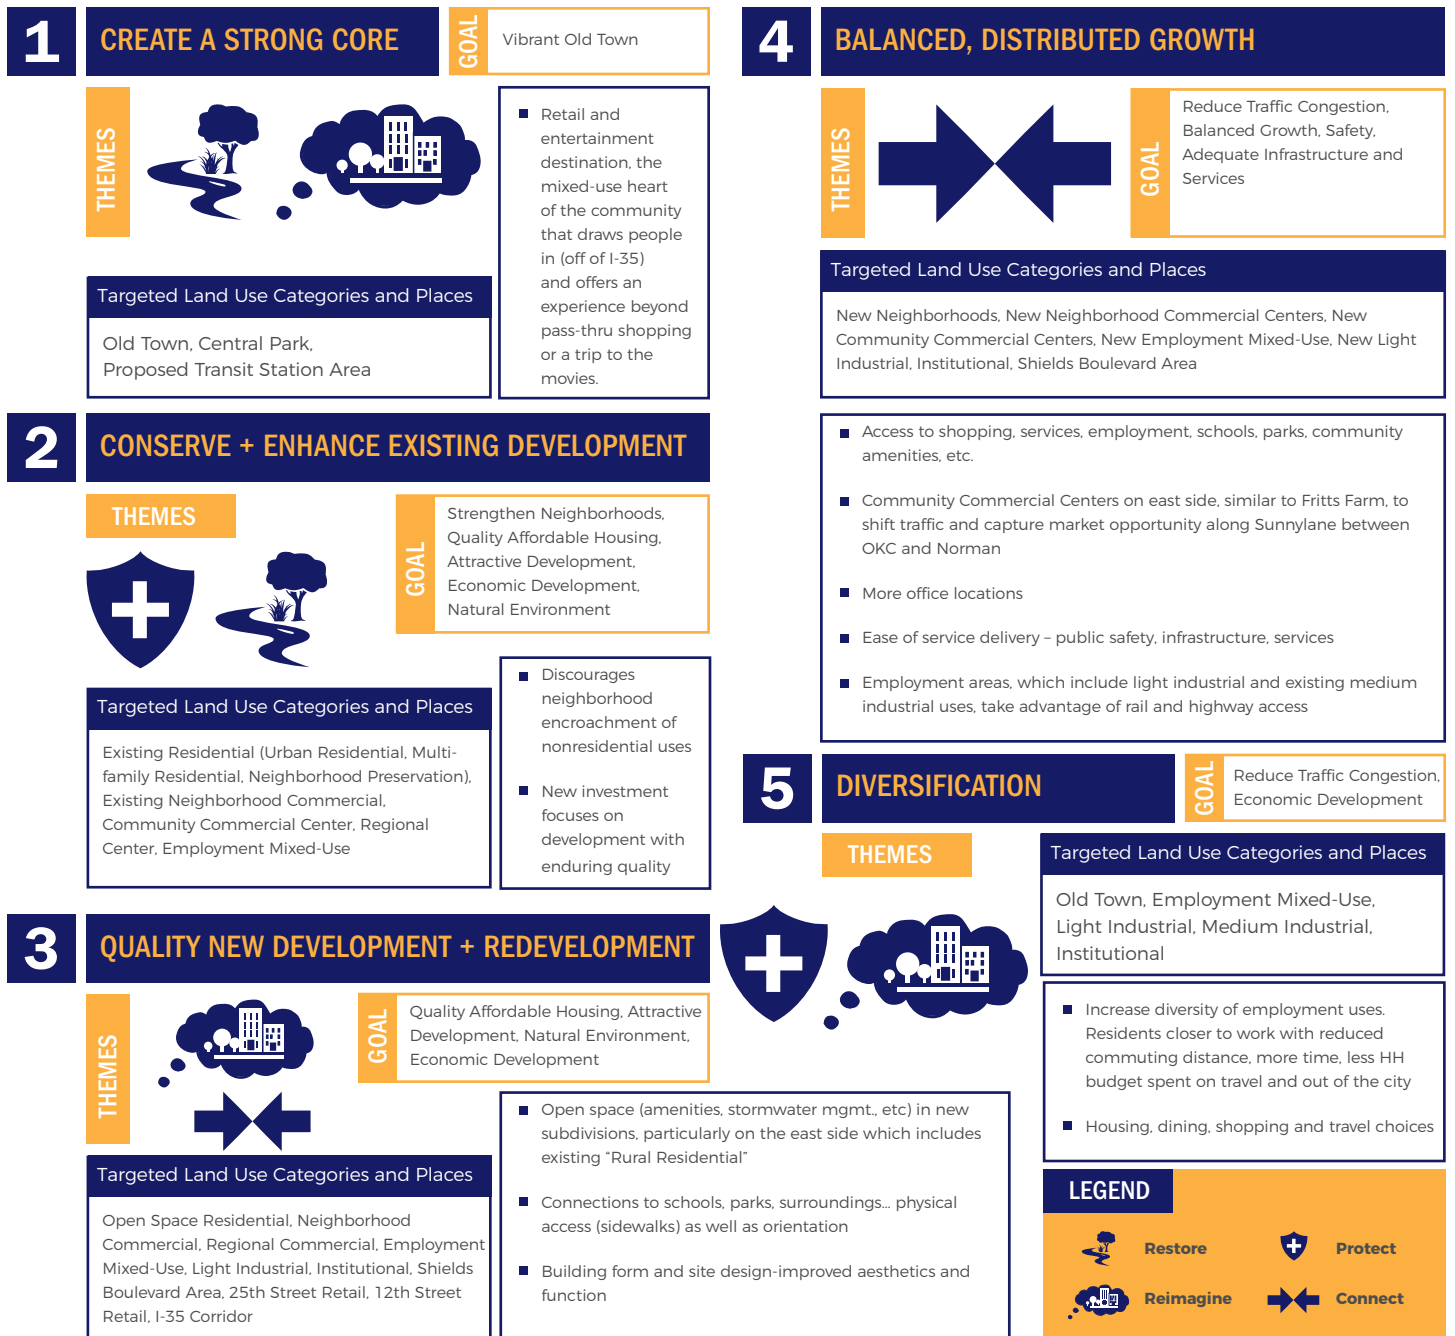 1
CREATE A STRONG CORE
GOAL
Vibrant Old Town
THEMES
Retail and
entertainment
destination, the
mixed-use heart
of the community
that draws people
in (off of I-35)
and offers an
experience beyond
pass-thru shopping
or a trip to the
movies.
Targeted Land Use Categories and Places
Old Town, Central Park,
Proposed Transit Station Area
2
CONSERVE + ENHANCE EXISTING DEVELOPMENT
THEMES
GOAL
Strengthen Neighborhoods,
Quality Affordable Housing,
Attractive Development,
Economic Development,
Natural Environment
Targeted Land Use Categories and Places
Existing Residential (Urban Residential, Multi-
family Residential, Neighborhood Preservation),
Existing Neighborhood Commercial,
Community Commercial Center, Regional
Center, Employment Mixed-Use
Discourages
neighborhood
encroachment of
nonresidential uses
New investment
focuses on
development with
enduring quality
3
QUALITY NEW DEVELOPMENT + REDEVELOPMENT
THEMES
GOAL
Quality Affordable Housing, Attractive
Development, Natural Environment,
Economic Development
Targeted Land Use Categories and Places
Open Space Residential, Neighborhood
Commercial, Regional Commercial, Employment
Mixed-Use, Light Industrial, Institutional, Shields
Boulevard Area, 25th Street Retail, 12th Street
Retail, I-35 Corridor
Open space (amenities, stormwater mgmt., etc) in new
subdivisions, particularly on the east side which includes
existing “Rural Residential”
Connections to schools, parks, surroundings... physical
access (sidewalks) as well as orientation
Building form and site design-improved aesthetics and
function
4
BALANCED, DISTRIBUTED GROWTH
THEMES
GOAL
Reduce Traffic Congestion,
Balanced Growth, Safety,
Adequate Infrastructure and
Services
Targeted Land Use Categories and Places
New Neighborhoods, New Neighborhood Commercial Centers, New
Community Commercial Centers, New Employment Mixed-Use, New Light
Industrial, Institutional, Shields Boulevard Area
Access to shopping, services, employment, schools, parks, community
amenities, etc.
Community Commercial Centers on east side, similar to Fritts Farm, to
shift traffic and capture market opportunity along Sunnylane between
OKC and Norman
More office locations
Ease of service delivery – public safety, infrastructure, services
Employment areas, which include light industrial and existing medium
industrial uses, take advantage of rail and highway access
5
DIVERSIFICATION
GOAL
Reduce Traffic Congestion,
Economic Development
THEMES
Targeted Land Use Categories and Places
Old Town, Employment Mixed-Use,
Light Industrial, Medium Industrial,
Institutional
Increase diversity of employment uses.
Residents closer to work with reduced
commuting distance, more time, less HH
budget spent on travel and out of the city
Housing, dining, shopping and travel choices
LEGEND
Restore
Protect
Reimagine
Connect